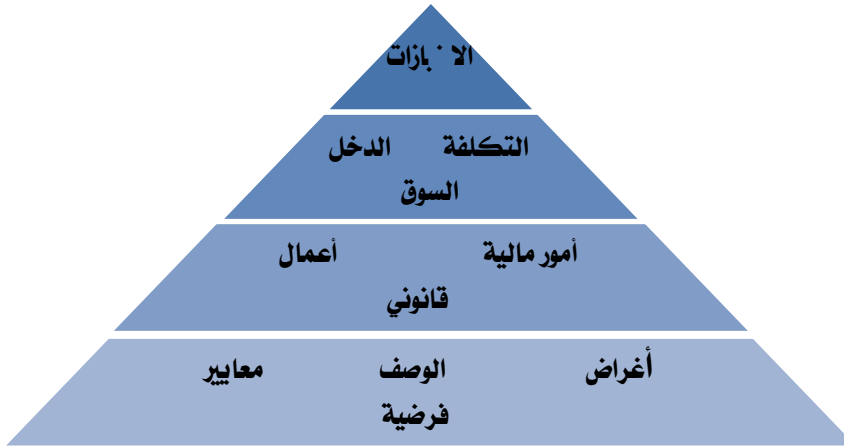 التكلفة الدخل
السوق
أمور مالية أعمال
قانوني
أغراض الوصف معايير
فرضية